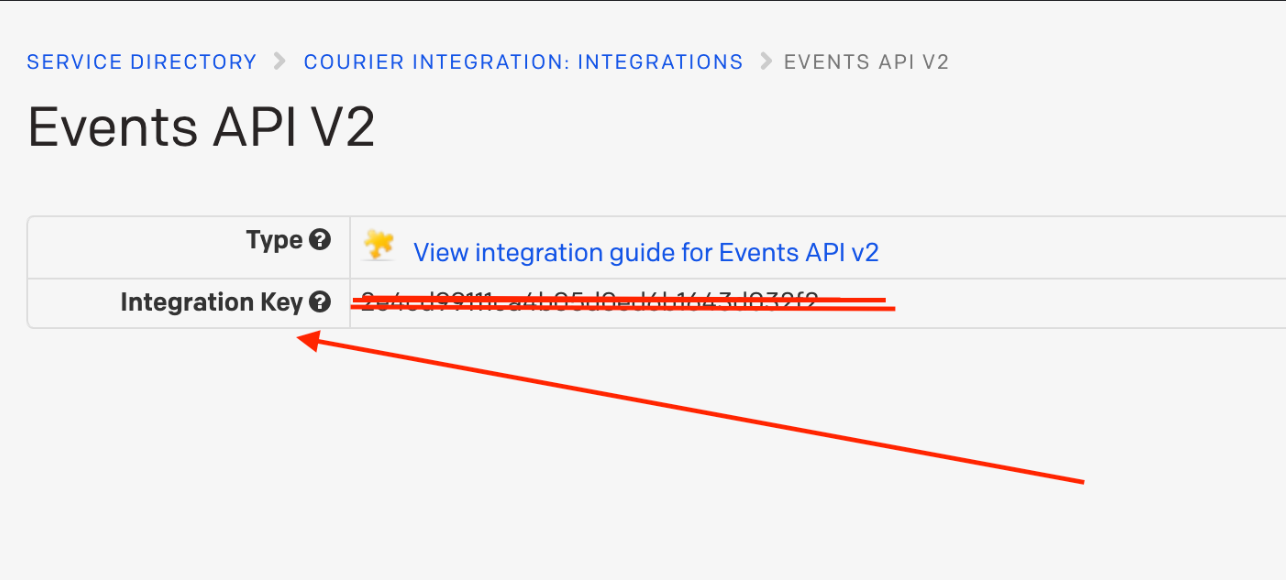 SERVICE DIRECTORY > COURIER INTEGRATION: INTEGRATIONS > EVENTS API V2
Events API V2
Type ? View integration guide for Events API v2
Integration Key ?